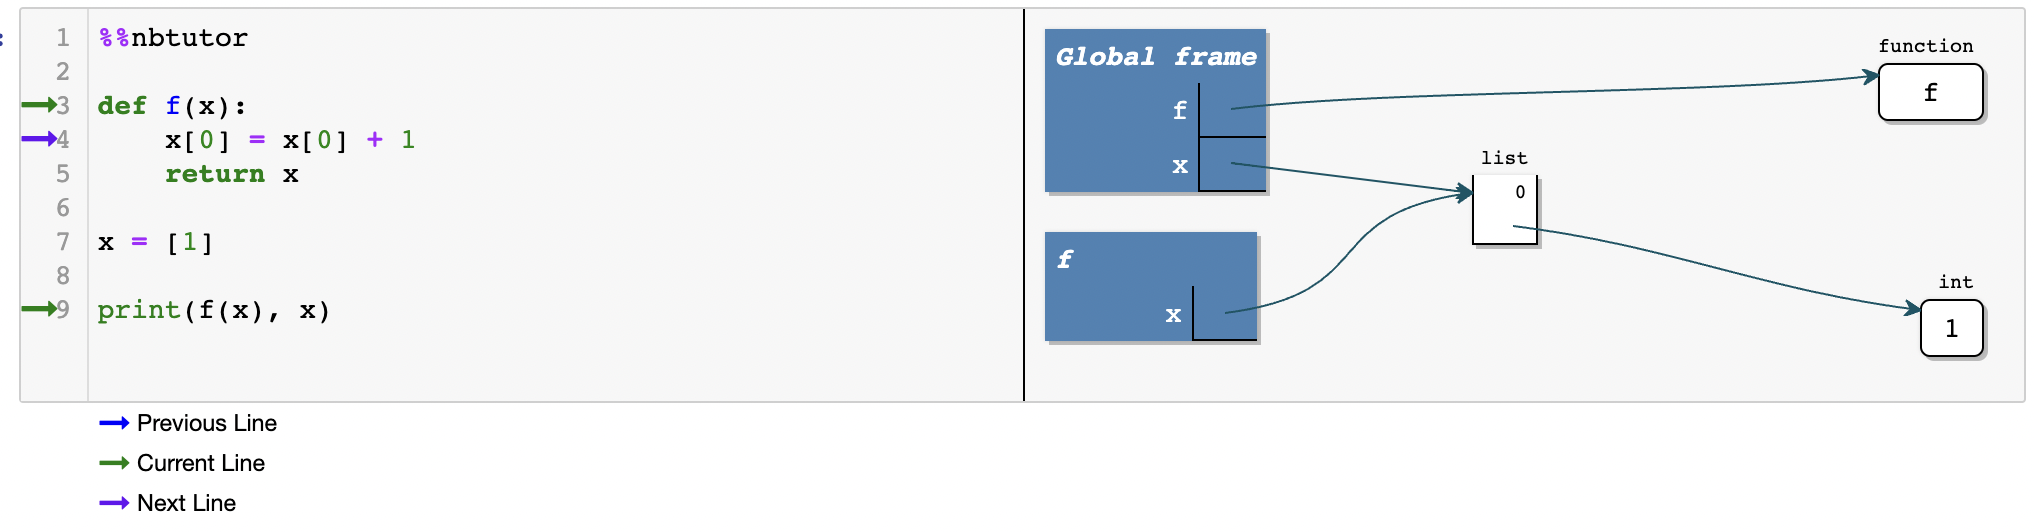 :
1 %%nbtutor
2
3 def f(x):
4     x[0] = x[0] + 1
5     return x
6
7 x = [1]
8
9 print(f(x), x)
Previous Line
Current Line
Next Line
Global frame
f
x
f
x
function
f
list
0
int
1